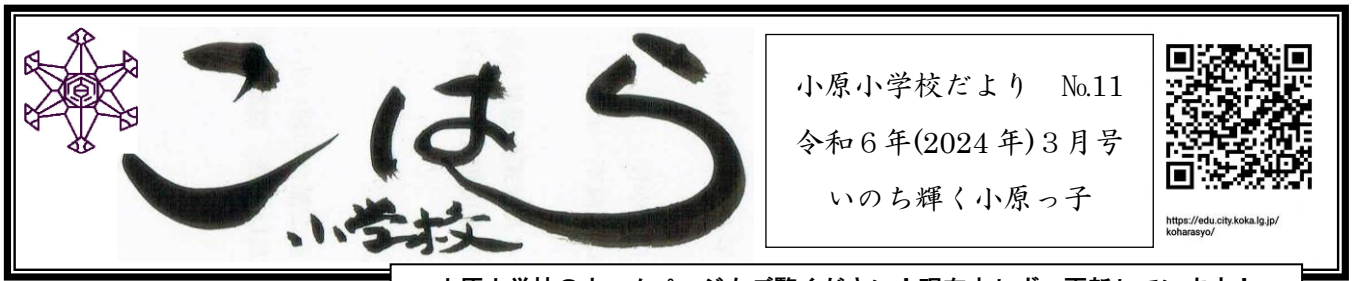 こはら
小学校
小原小学校だより　№11
令和６年(2024年)３月号
いのち輝く小原っ子
https://edu.city.koka.lg.jp/
koharasyo/